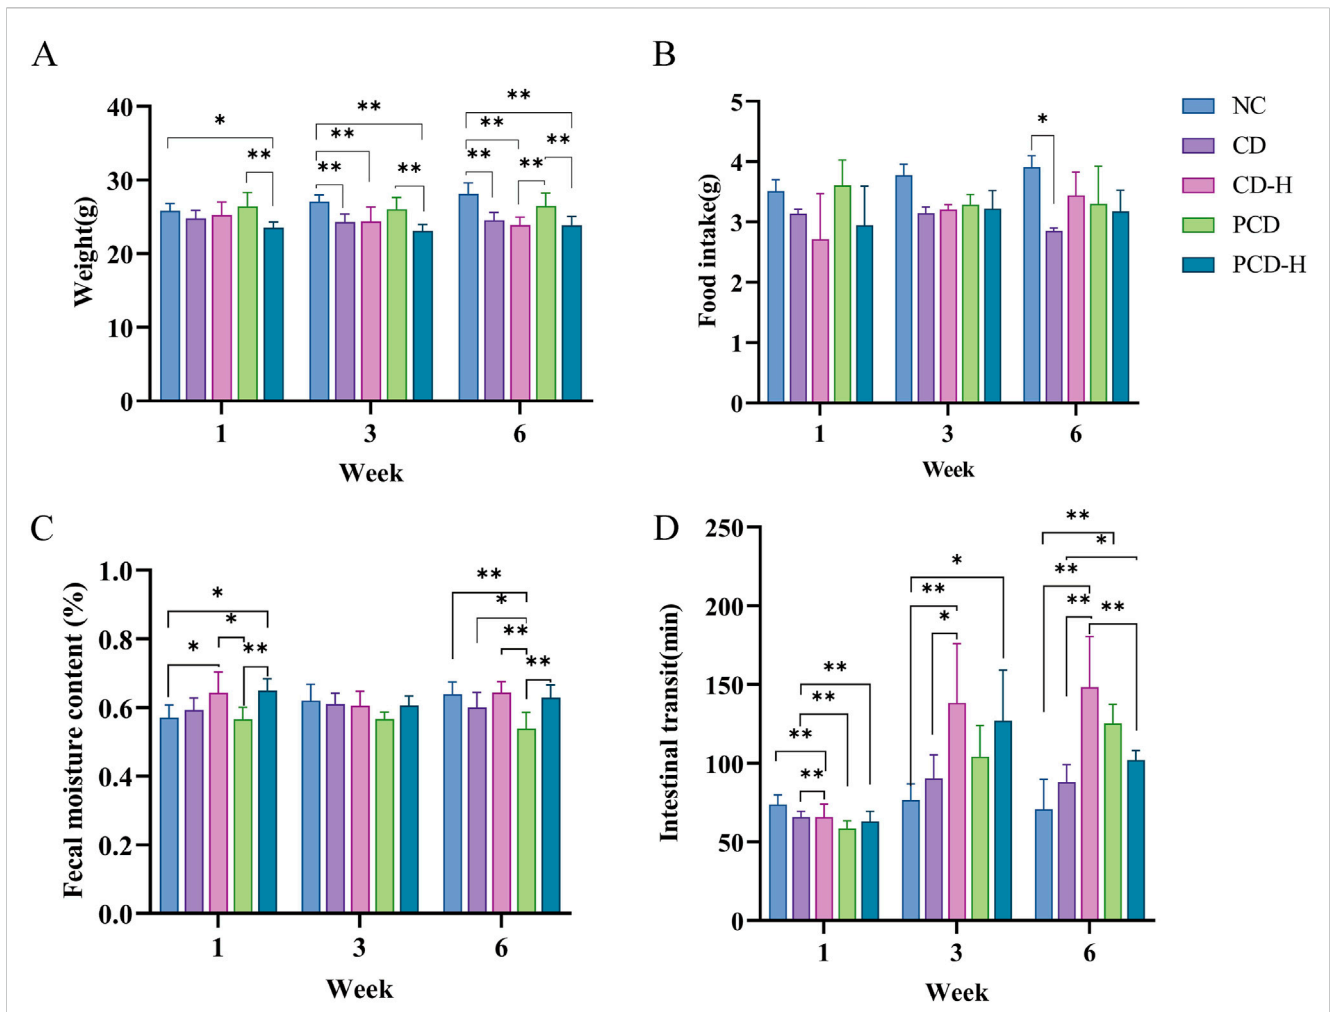 A
Weight(g)
40
30
20
10
0
* ** ** ** ** ** ** ** ** ** ** **
1 3 6
Week
B
Food intake(g)
5
4
3
2
1
0
*
1 3 6
Week
NC
CD
CD-H
PCD
PCD-H
C
Fecal moisture content (%)
1.0
0.8
0.6
0.4
0.2
0.0
* * * ** ** * ** **
1 3 6
Week
D
Intestinal transit(min)
250
200
150
100
50
0
** ** ** ** * ** * ** * ** ** **
1 3 6
Week